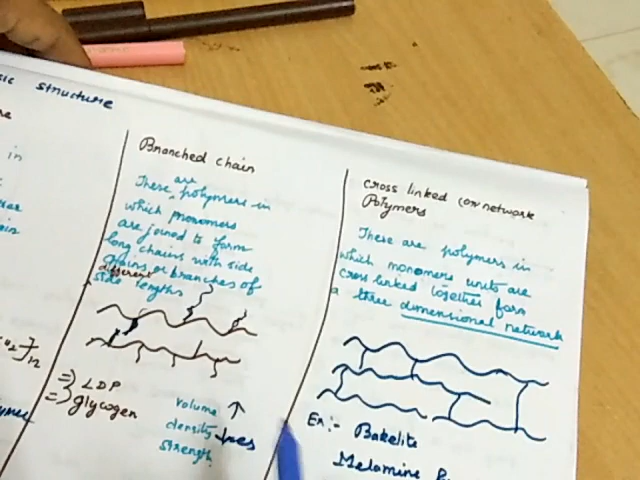 sic structure
in
Branched chain
are
These, polymers in
which monomers
are joined to form
long chains with side
chains or branches of
different
side lengths
=) LDP
=) glycogen
volume ↑
density
strength
Cross linked (or network
Polymers
These are polymers in
which monomers units are
cross linked together form
a three dimensional network
Ex:- Bakelite
Melamine